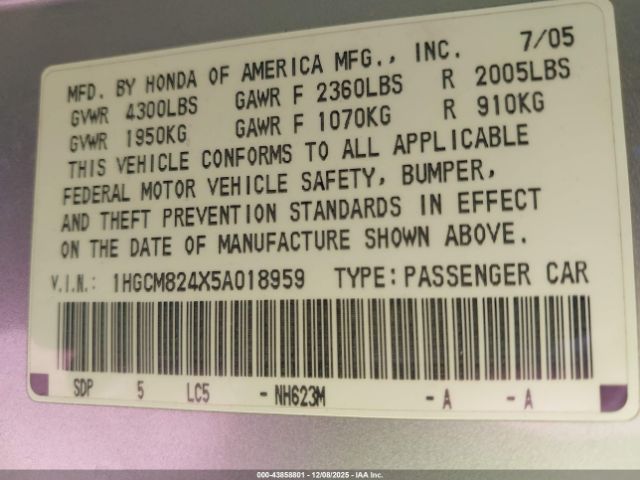 MFD. BY HONDA OF AMERICA MFG., INC. 7/05
GVWR 4300LBS GAWR F 2360LBS R 2005LBS
GVWR 1950KG GAWR F 1070KG R 910KG
THIS VEHICLE CONFORMS TO ALL APPLICABLE
FEDERAL MOTOR VEHICLE SAFETY, BUMPER,
AND THEFT PREVENTION STANDARDS IN EFFECT
ON THE DATE OF MANUFACTURE SHOWN ABOVE.
V.I.N.: 1HGCM824X5A018959 TYPE: PASSENGER CAR
SDP 5 LC5 - NH623M - A - A
000-43858801 - 12/08/2025 - IAA Inc.